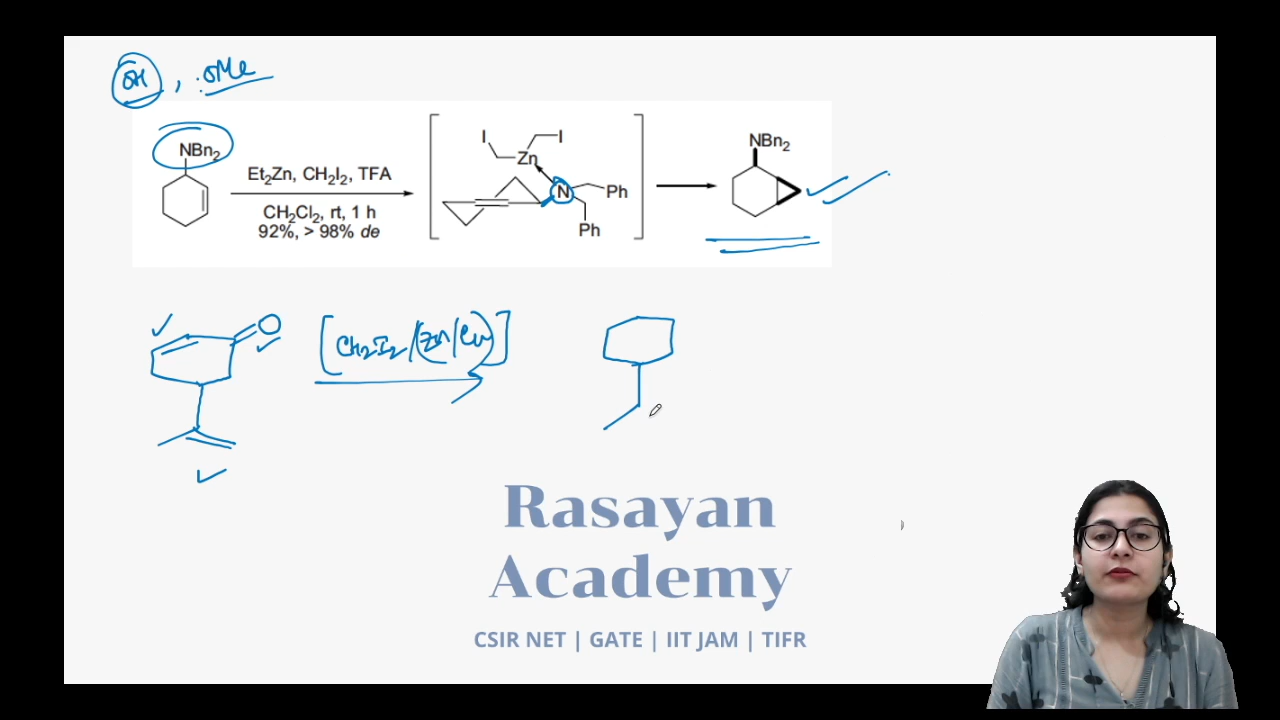 OH, :OMe
NBn2
Et2Zn, CH2I2, TFA
CH2Cl2, rt, 1 h
92%, > 98% de
I
I
Zn
N
Ph
Ph
NBn2
O
[CH2I2/(Zn/Cu)]
Rasayan
Academy
CSIR NET | GATE | IIT JAM | TIFR